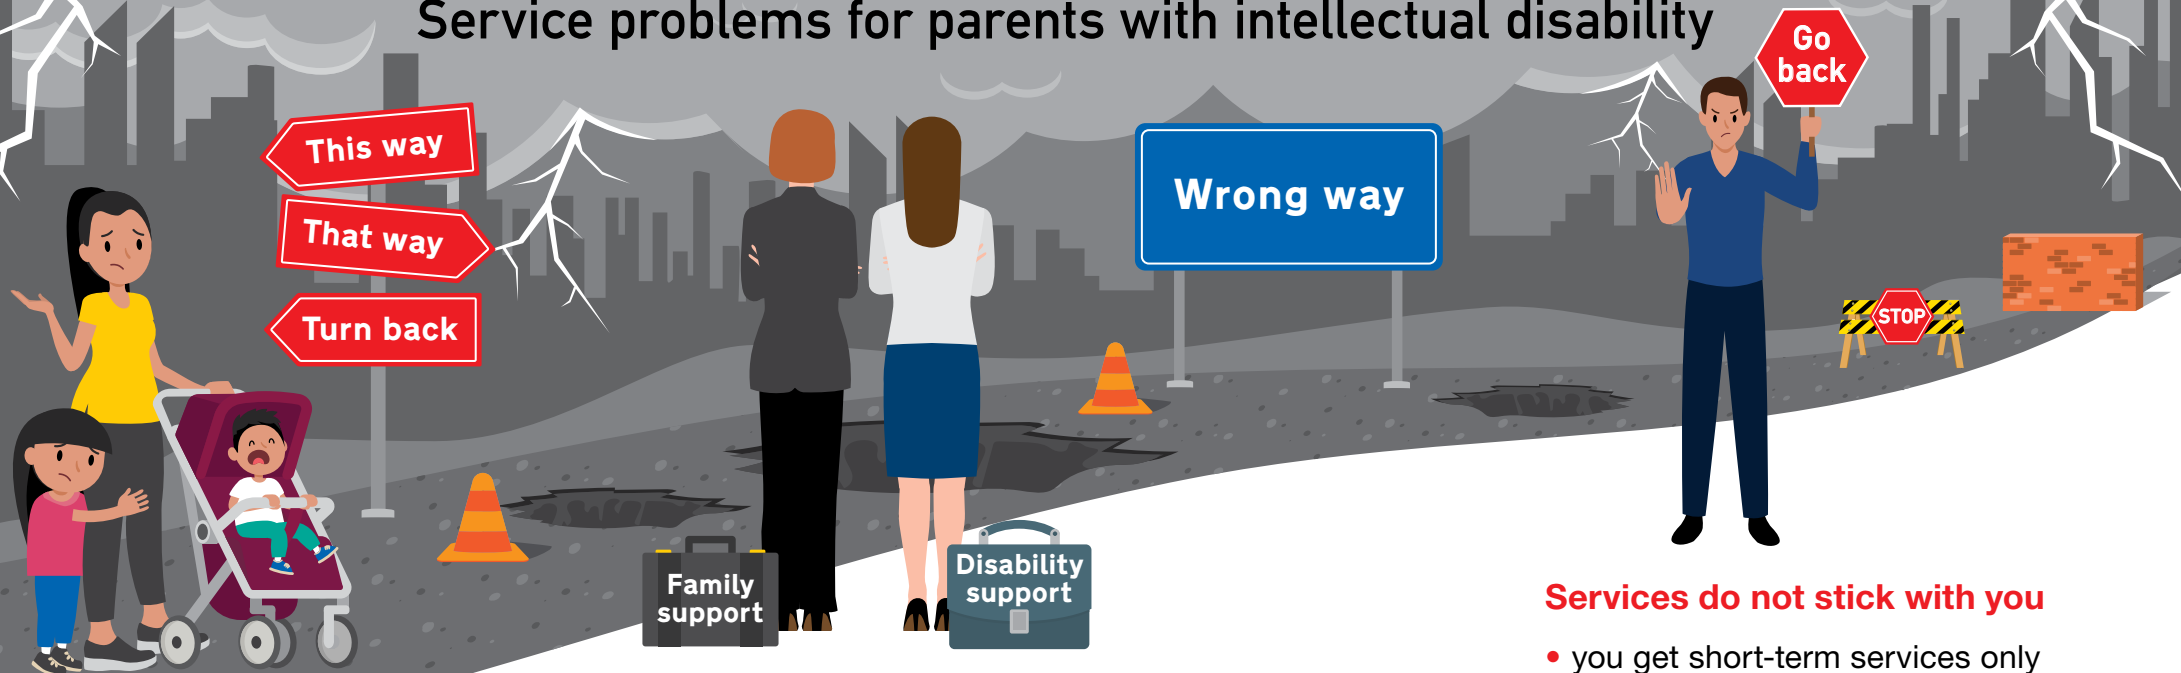 Service problems for parents with intellectual disability
Go
back
This way
That way
Turn back
Wrong way
STOP
Family
support
Disability
support
Services do not stick with you
• you get short-term services only